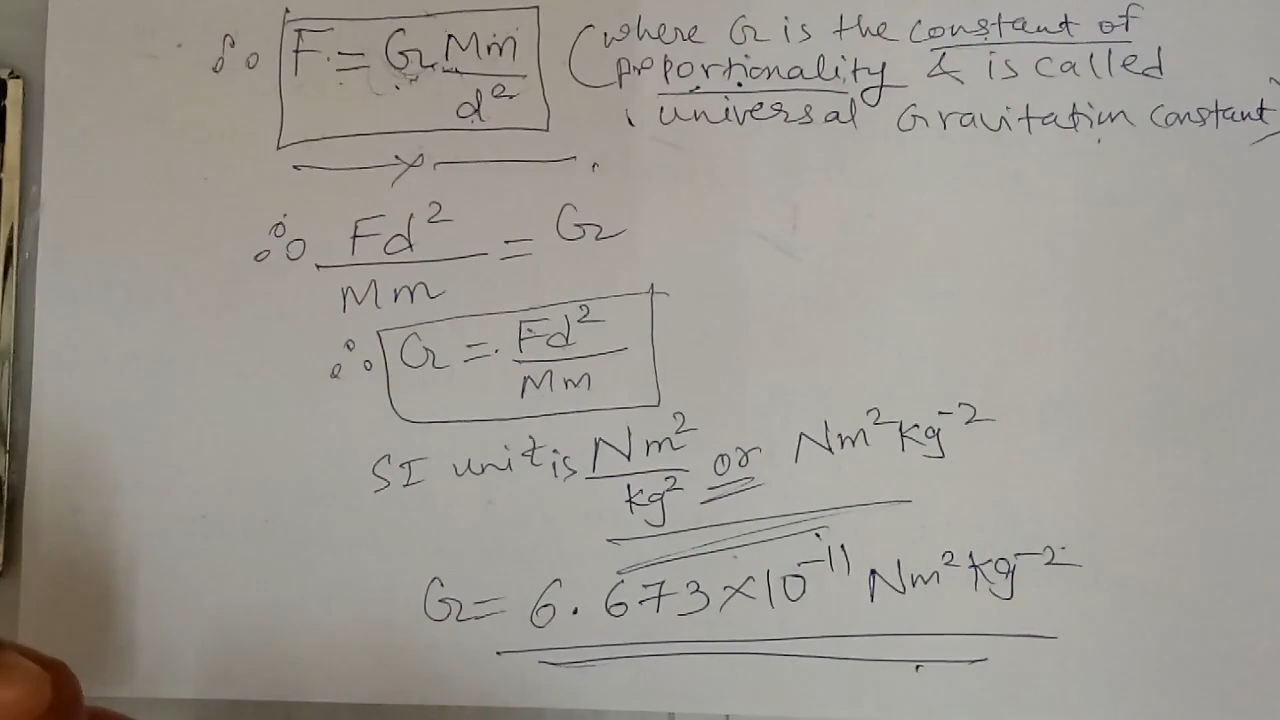 ∴ F = G Mm/d² (where G is the constant of
proportionality & is called
universal Gravitation constant)
∴ Fd²/Mm = G
∴ G = Fd²/Mm
SI unit is Nm²/kg² or Nm²kg⁻²
G = 6.673×10⁻¹¹ Nm²kg⁻²